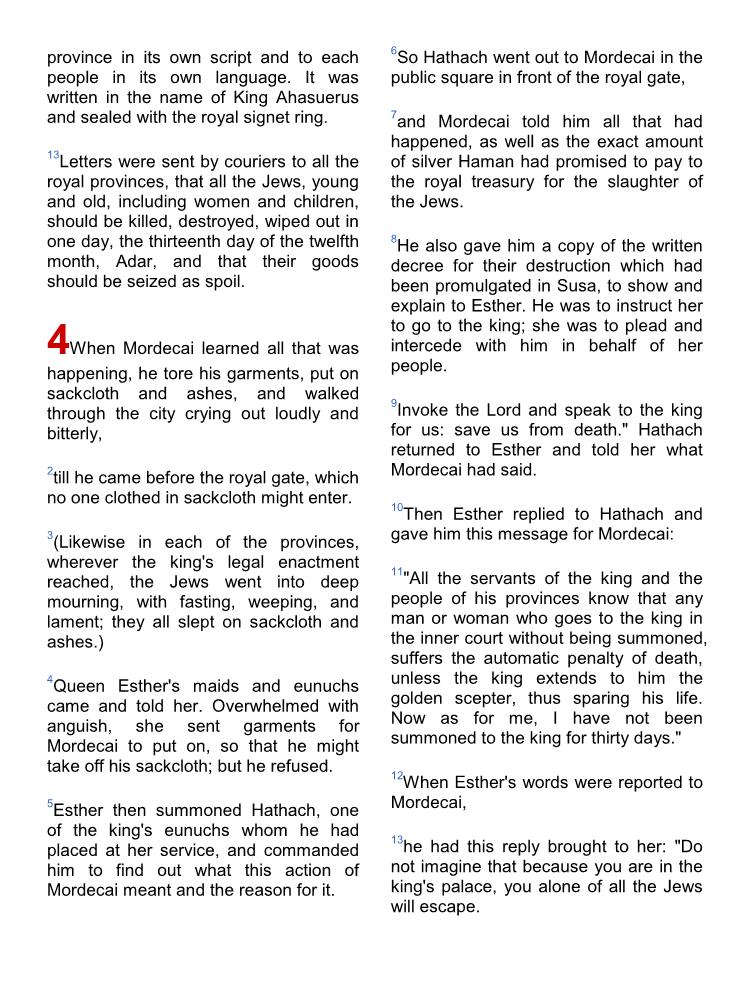 province in its own script and to each
people in its own language. It was
written in the name of King Ahasuerus
and sealed with the royal signet ring.
13Letters were sent by couriers to all the
royal provinces, that all the Jews, young
and old, including women and children,
should be killed, destroyed, wiped out in
one day, the thirteenth day of the twelfth
month, Adar, and that their goods
should be seized as spoil.
4When Mordecai learned all that was
happening, he tore his garments, put on
sackcloth and ashes, and walked
through the city crying out loudly and
bitterly,
2till he came before the royal gate, which
no one clothed in sackcloth might enter.
3(Likewise in each of the provinces,
wherever the king's legal enactment
reached, the Jews went into deep
mourning, with fasting, weeping, and
lament; they all slept on sackcloth and
ashes.)
4Queen Esther's maids and eunuchs
came and told her. Overwhelmed with
anguish, she sent garments for
Mordecai to put on, so that he might
take off his sackcloth; but he refused.
5Esther then summoned Hathach, one
of the king's eunuchs whom he had
placed at her service, and commanded
him to find out what this action of
Mordecai meant and the reason for it.
6So Hathach went out to Mordecai in the
public square in front of the royal gate,
7and Mordecai told him all that had
happened, as well as the exact amount
of silver Haman had promised to pay to
the royal treasury for the slaughter of
the Jews.
8He also gave him a copy of the written
decree for their destruction which had
been promulgated in Susa, to show and
explain to Esther. He was to instruct her
to go to the king; she was to plead and
intercede with him in behalf of her
people.
9Invoke the Lord and speak to the king
for us: save us from death." Hathach
returned to Esther and told her what
Mordecai had said.
10Then Esther replied to Hathach and
gave him this message for Mordecai:
11"All the servants of the king and the
people of his provinces know that any
man or woman who goes to the king in
the inner court without being summoned,
suffers the automatic penalty of death,
unless the king extends to him the
golden scepter, thus sparing his life.
Now as for me, I have not been
summoned to the king for thirty days."
12When Esther's words were reported to
Mordecai,
13he had this reply brought to her: "Do
not imagine that because you are in the
king's palace, you alone of all the Jews
will escape.